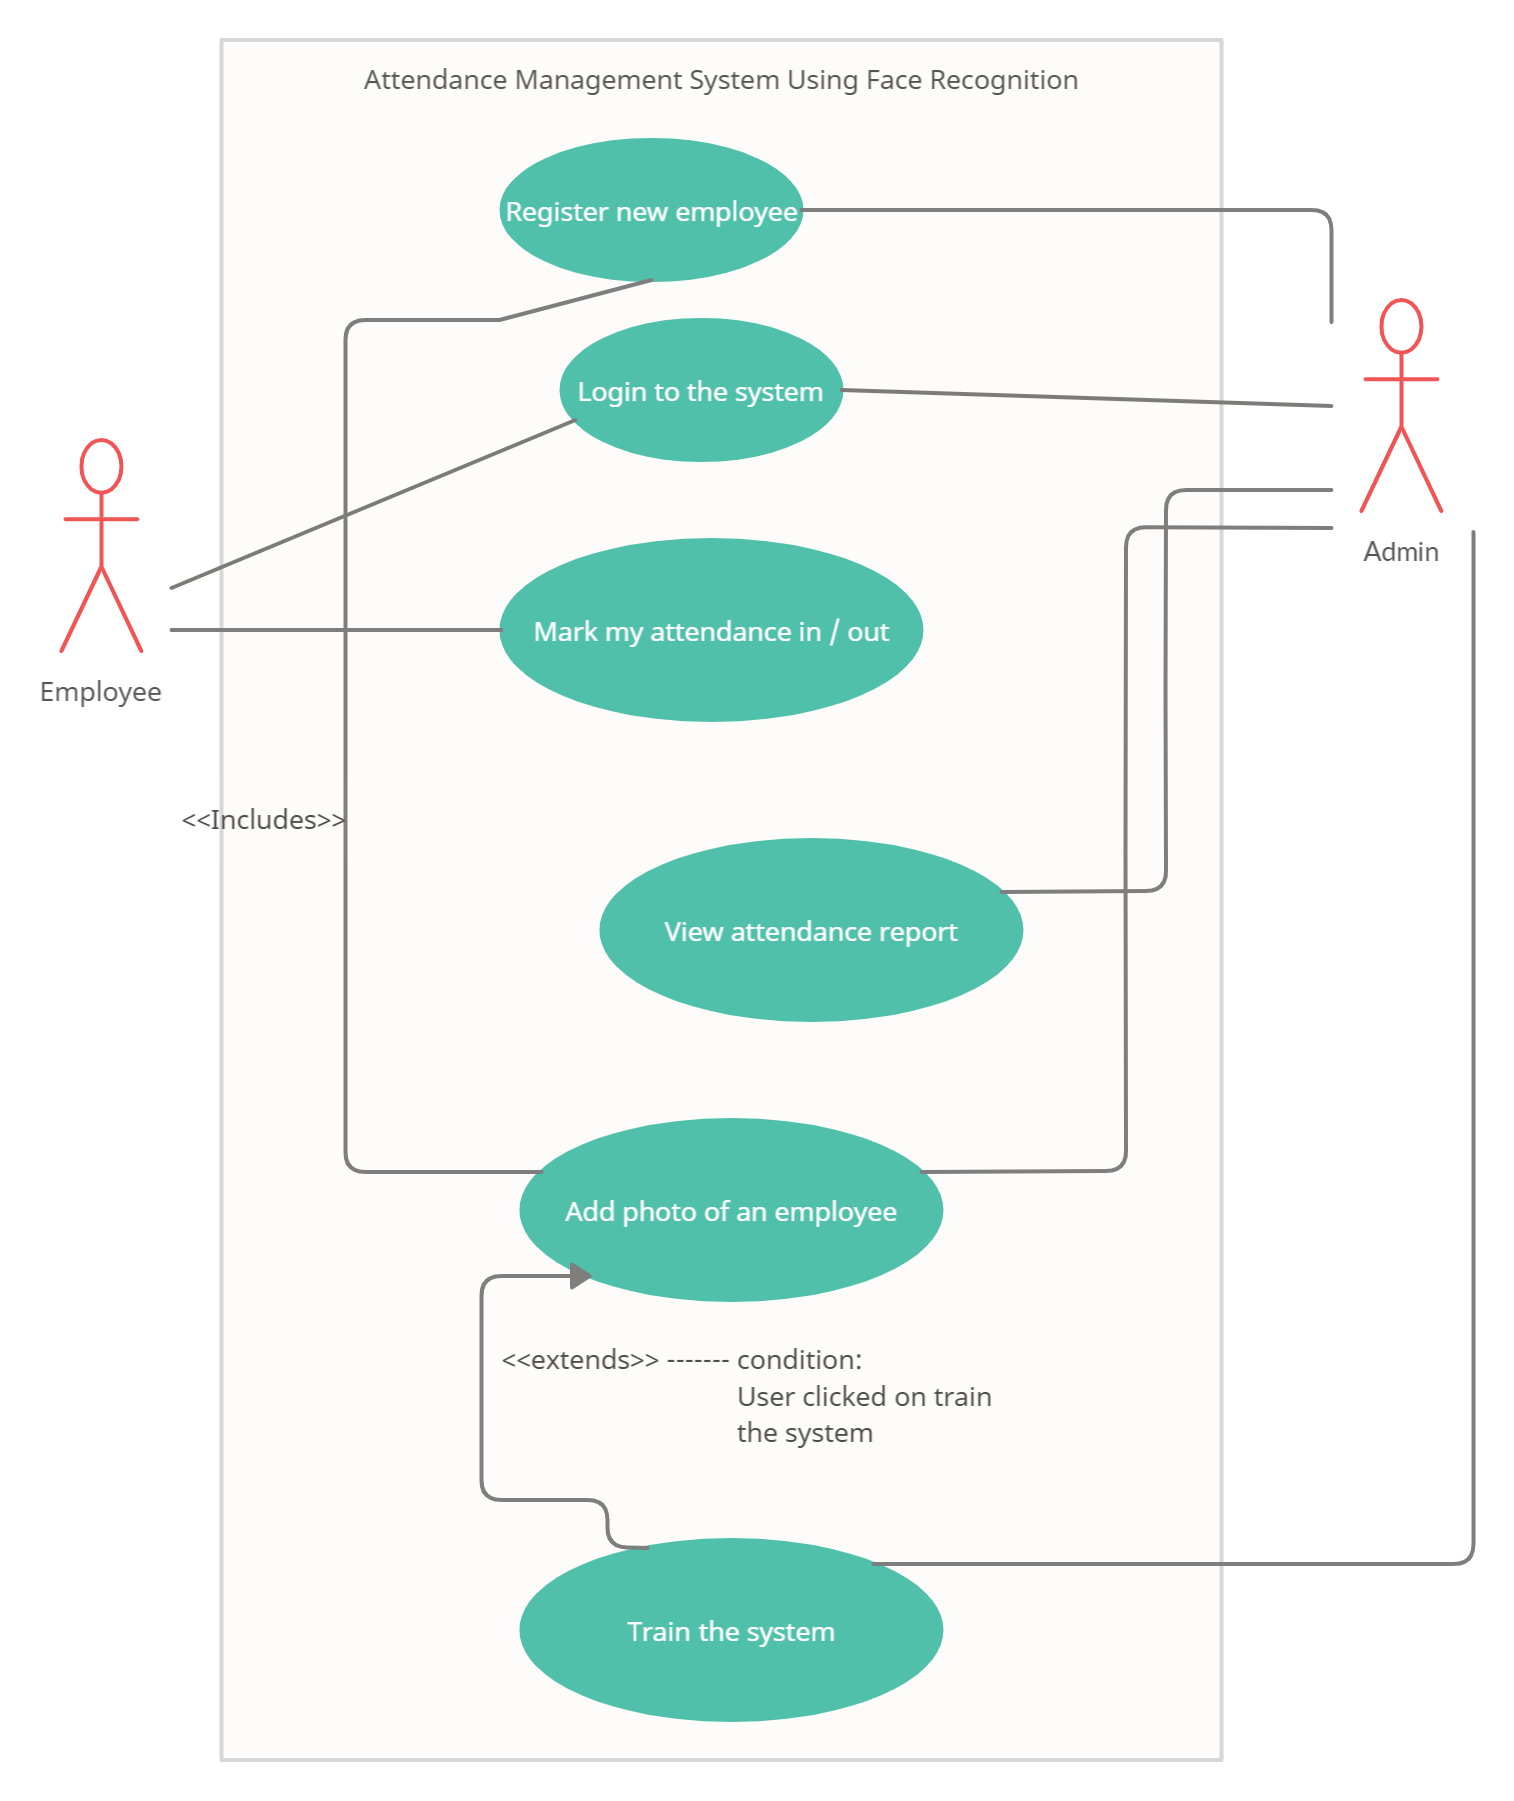 Attendance Management System Using Face Recognition
Register new employee
Login to the system
Admin
Mark my attendance in / out
Employee
<<Includes>>
View attendance report
Add photo of an employee
<<extends>> ------- condition:
User clicked on train
the system
Train the system